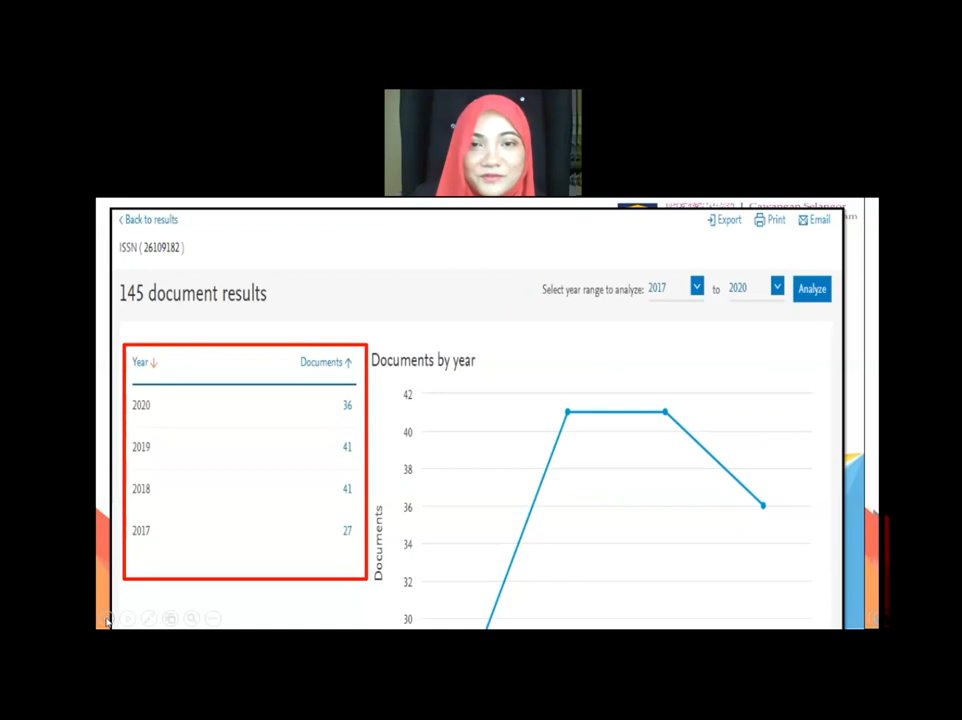 Cawangan Selangor
am
Back to results
Export
Print
Email
ISSN ( 26109182 )
145 document results
Select year range to analyze: 2017 to 2020 Analyze
Year Documents
2020 36
2019 41
2018 41
2017 27
Documents by year
42
40
38
36
34
32
30
Documents